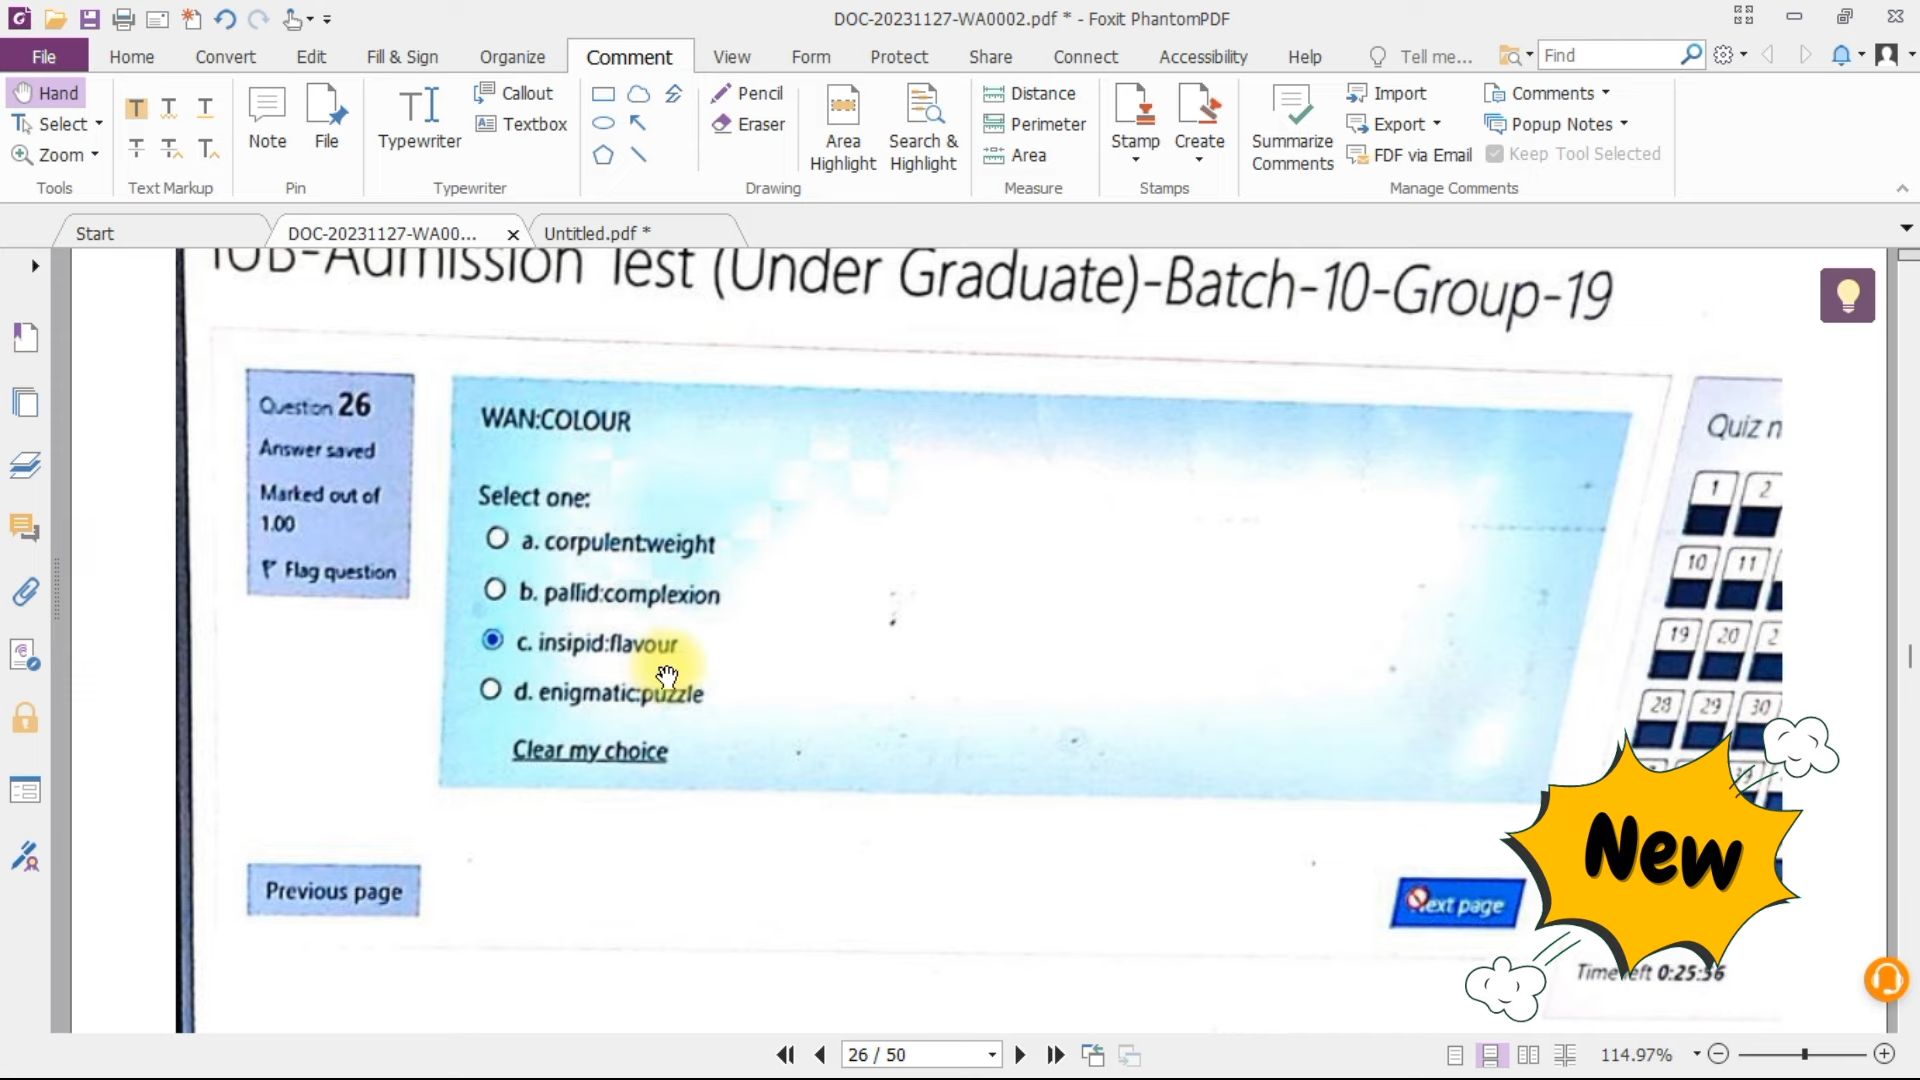 DOC-20231127-WA0002.pdf * - Foxit PhantomPDF
File
Home
Convert
Edit
Fill & Sign
Organize
Comment
View
Form
Protect
Share
Connect
Accessibility
Help
Tell me...
Find
Hand
Select
Zoom
Tools
Text Markup
Note
File
Pin
Typewriter
Callout
Textbox
Typewriter
Pencil
Eraser
Area Highlight
Search & Highlight
Drawing
Distance
Perimeter
Area
Measure
Stamp
Create
Stamps
Summarize Comments
Import
Export
FDF via Email
Comments
Popup Notes
Keep Tool Selected
Manage Comments
Start
DOC-20231127-WA00...
Untitled.pdf *
IUB-Admission Test (Under Graduate)-Batch-10-Group-19
Question 26
Answer saved
Marked out of
1.00
Flag question
WAN:COLOUR
Select one:
a. corpulent:weight
b. pallid:complexion
c. insipid:flavour
d. enigmatic:puzzle
Clear my choice
Quiz n
1 2
10 11
19 20 2
28 29 30
Previous page
Next page
New
Time left 0:25:56
26 / 50
114.97%